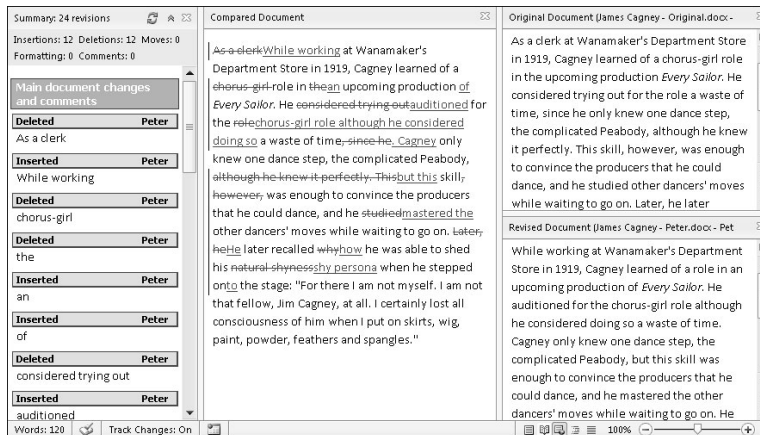 Summary: 24 revisions
Insertions: 12 Deletions: 12 Moves: 0
Formatting: 0 Comments: 0
Main document changes
and comments
Deleted Peter
As a clerk
Inserted Peter
While working
Deleted Peter
chorus-girl
Deleted Peter
the
Inserted Peter
an
Inserted Peter
of
Deleted Peter
considered trying out
Inserted Peter
auditioned
Compared Document
As a clerkWhile working at Wanamaker's
Department Store in 1919, Cagney learned of a
chorus-girl role in thean upcoming production of
Every Sailor. He considered trying outauditioned for
the rolechorus-girl role although he considered
doing so a waste of time, since he. Cagney only
knew one dance step, the complicated Peabody,
although he knew it perfectly. Thisbut this skill,
however, was enough to convince the producers
that he could dance, and he studiedmastered the
other dancers' moves while waiting to go on. Later,
heHe later recalled whyhow he was able to shed
his natural shynessshy persona when he stepped
onto the stage: "For there I am not myself. I am not
that fellow, Jim Cagney, at all. I certainly lost all
consciousness of him when I put on skirts, wig,
paint, powder, feathers and spangles."
Original Document (James Cagney - Original.docx -
As a clerk at Wanamaker's Department Store
in 1919, Cagney learned of a chorus-girl role
in the upcoming production Every Sailor. He
considered trying out for the role a waste of
time, since he only knew one dance step,
the complicated Peabody, although he knew
it perfectly. This skill, however, was enough
to convince the producers that he could
dance, and he studied other dancers' moves
while waiting to go on. Later, he later
Revised Document (James Cagney - Peter.docx - Pet
While working at Wanamaker's Department
Store in 1919, Cagney learned of a role in an
upcoming production of Every Sailor. He
auditioned for the chorus-girl role although
he considered doing so a waste of time.
Cagney only knew one dance step, the
complicated Peabody, but this skill was
enough to convince the producers that he
could dance, and he mastered the other
dancers' moves while waiting to go on. He
Words: 120 Track Changes: On 100%